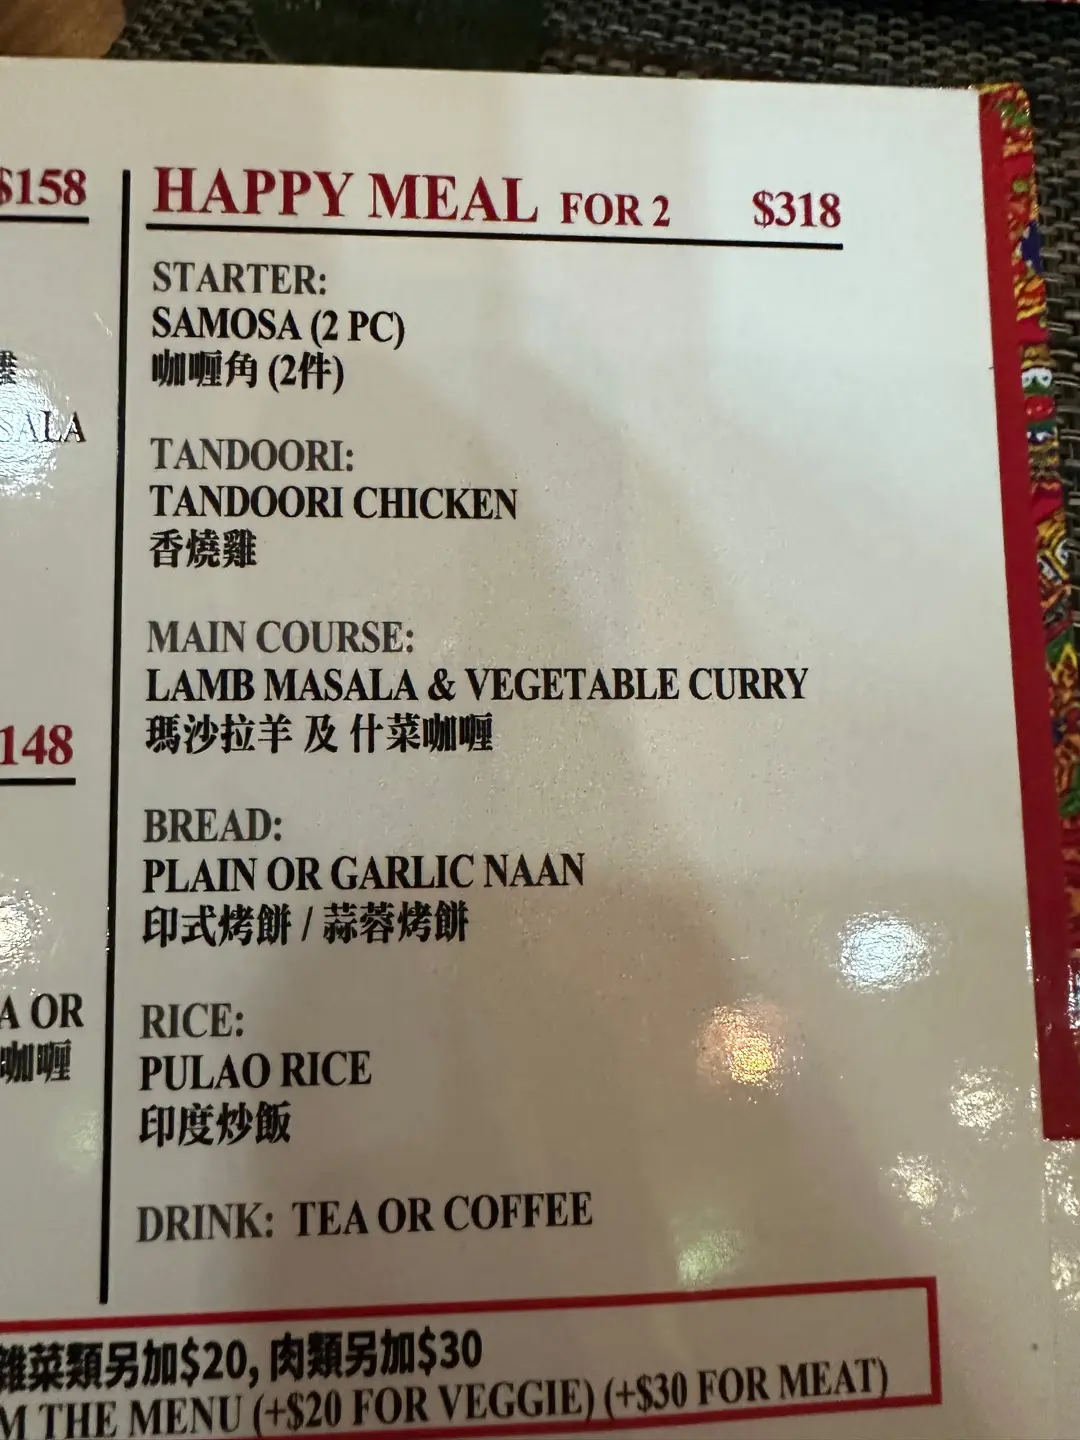 $158
SALA
148
A OR
咖喱
HAPPY MEAL FOR 2 $318
STARTER:
SAMOSA (2 PC)
咖喱角 (2件)
TANDOORI:
TANDOORI CHICKEN
香燒雞
MAIN COURSE:
LAMB MASALA & VEGETABLE CURRY
瑪沙拉羊 及 什菜咖喱
BREAD:
PLAIN OR GARLIC NAAN
印式烤餅 / 蒜蓉烤餅
RICE:
PULAO RICE
印度炒飯
DRINK: TEA OR COFFEE
雜菜類另加$20, 肉類另加$30
M THE MENU (+$20 FOR VEGGIE) (+$30 FOR MEAT)